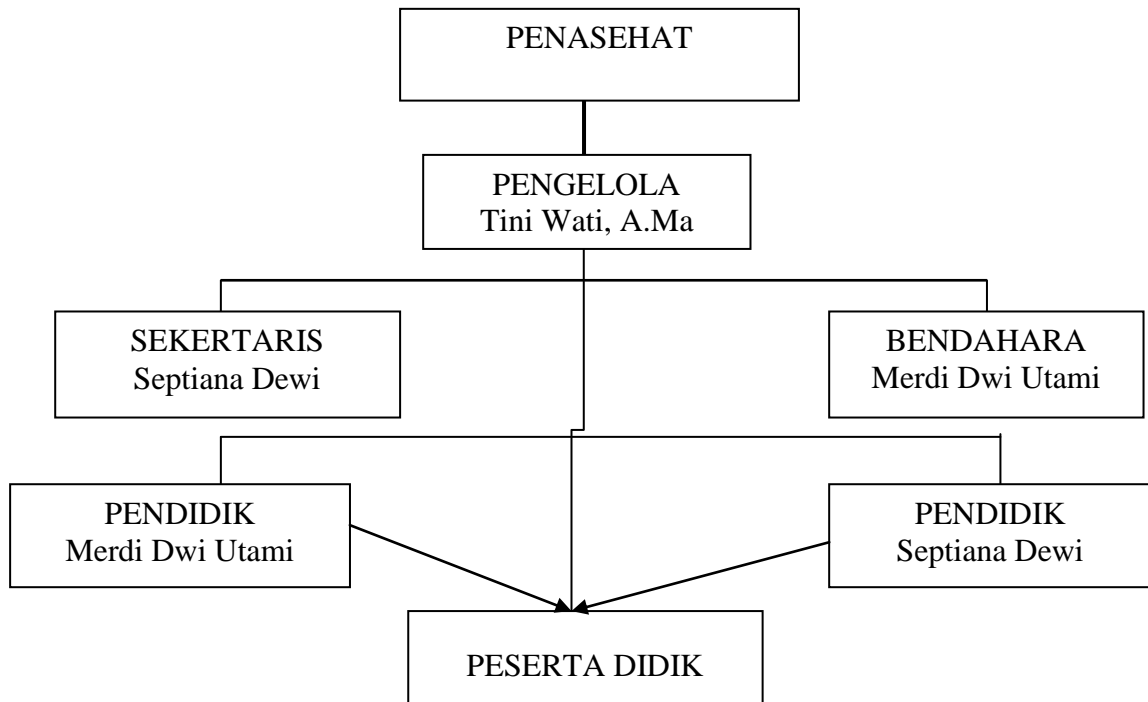 PENASEHAT
PENGELOLA
Tini Wati, A.Ma
SEKERTARIS
Septiana Dewi
BENDAHARA
Merdi Dwi Utami
PENDIDIK
Merdi Dwi Utami
PENDIDIK
Septiana Dewi
PESERTA DIDIK